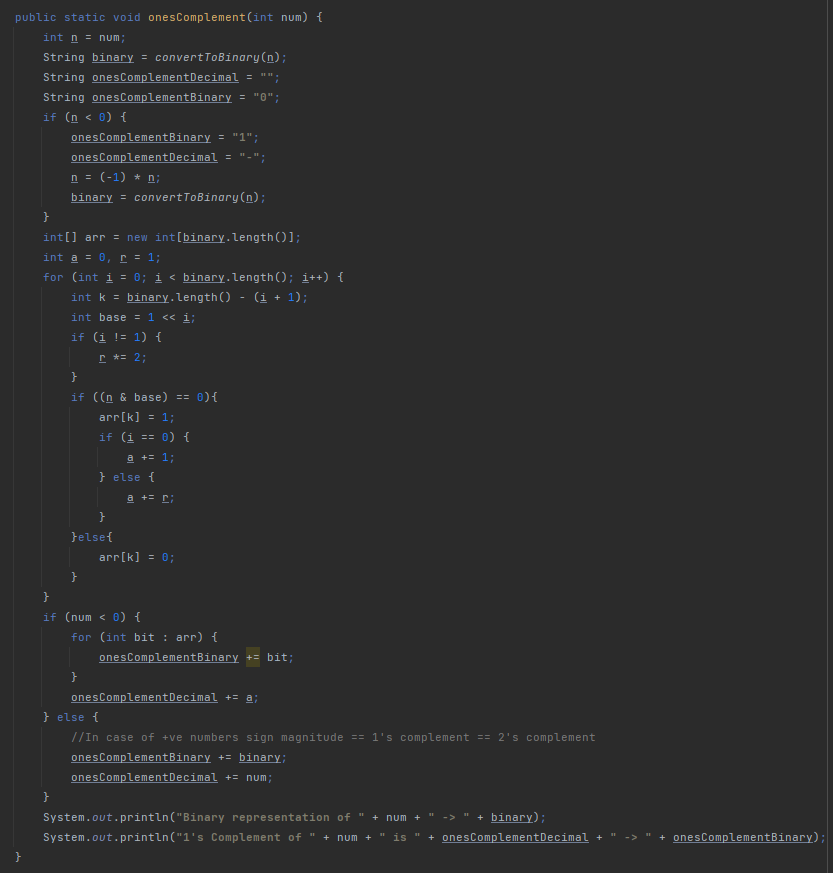 public static void onesComplement(int num) {
    int n = num;
    String binary = convertToBinary(n);
    String onesComplementDecimal = "";
    String onesComplementBinary = "0";
    if (n < 0) {
        onesComplementBinary = "1";
        onesComplementDecimal = "-";
        n = (-1) * n;
        binary = convertToBinary(n);
    }
    int[] arr = new int[binary.length()];
    int a = 0, r = 1;
    for (int i = 0; i < binary.length(); i++) {
        int k = binary.length() - (i + 1);
        int base = 1 << i;
        if (i != 1) {
            r *= 2;
        }
        if ((n & base) == 0){
            arr[k] = 1;
            if (i == 0) {
                a += 1;
            } else {
                a += r;
            }
        }else{
            arr[k] = 0;
        }
    }
    if (num < 0) {
        for (int bit : arr) {
            onesComplementBinary += bit;
        }
        onesComplementDecimal += a;
    } else {
        //In case of +ve numbers sign magnitude == 1's complement == 2's complement
        onesComplementBinary += binary;
        onesComplementDecimal += num;
    }
    System.out.println("Binary representation of " + num + " -> " + binary);
    System.out.println("1's Complement of " + num + " is " + onesComplementDecimal + " -> " + onesComplementBinary);
}